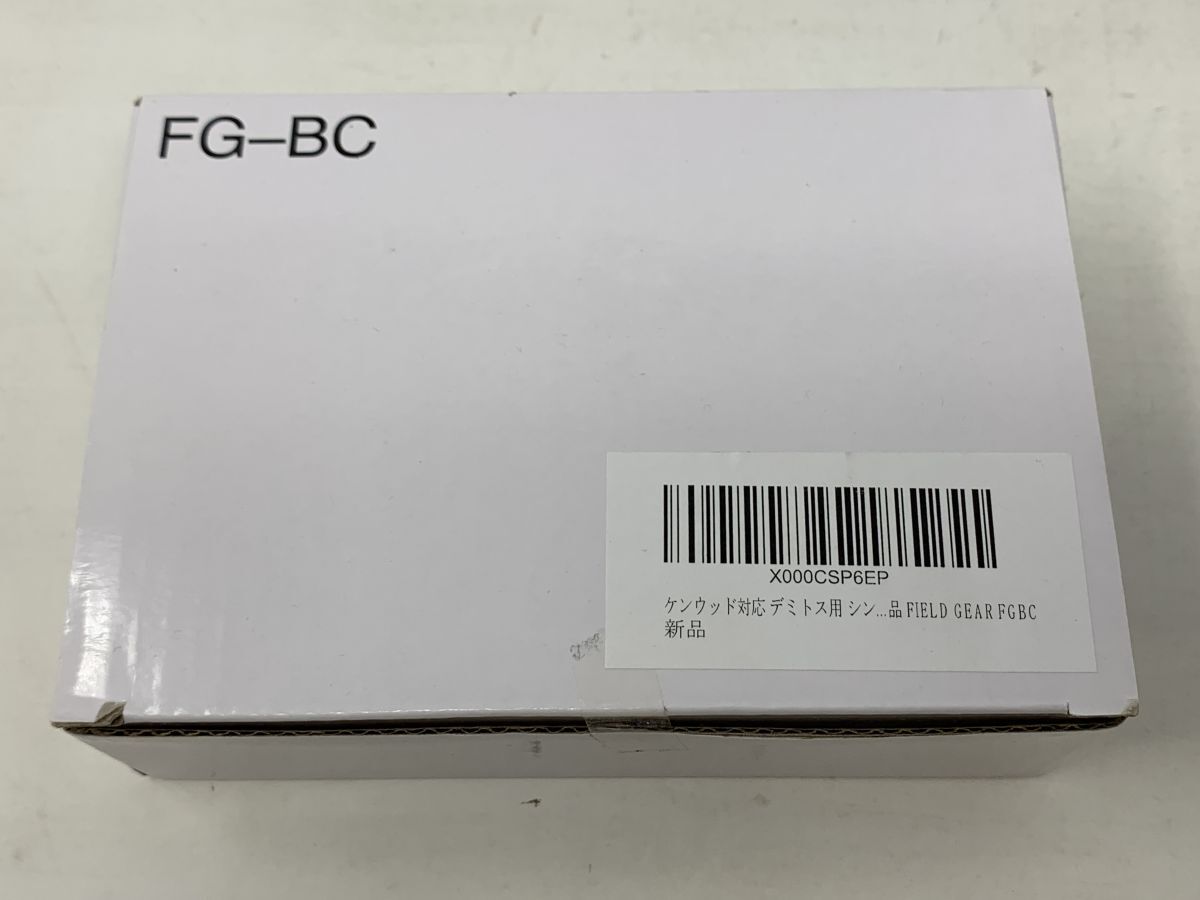 FG–BC
X000CSP6EP
ケンウッド対応 デミトス用 シン...品 FIELD GEAR FGBC
新品